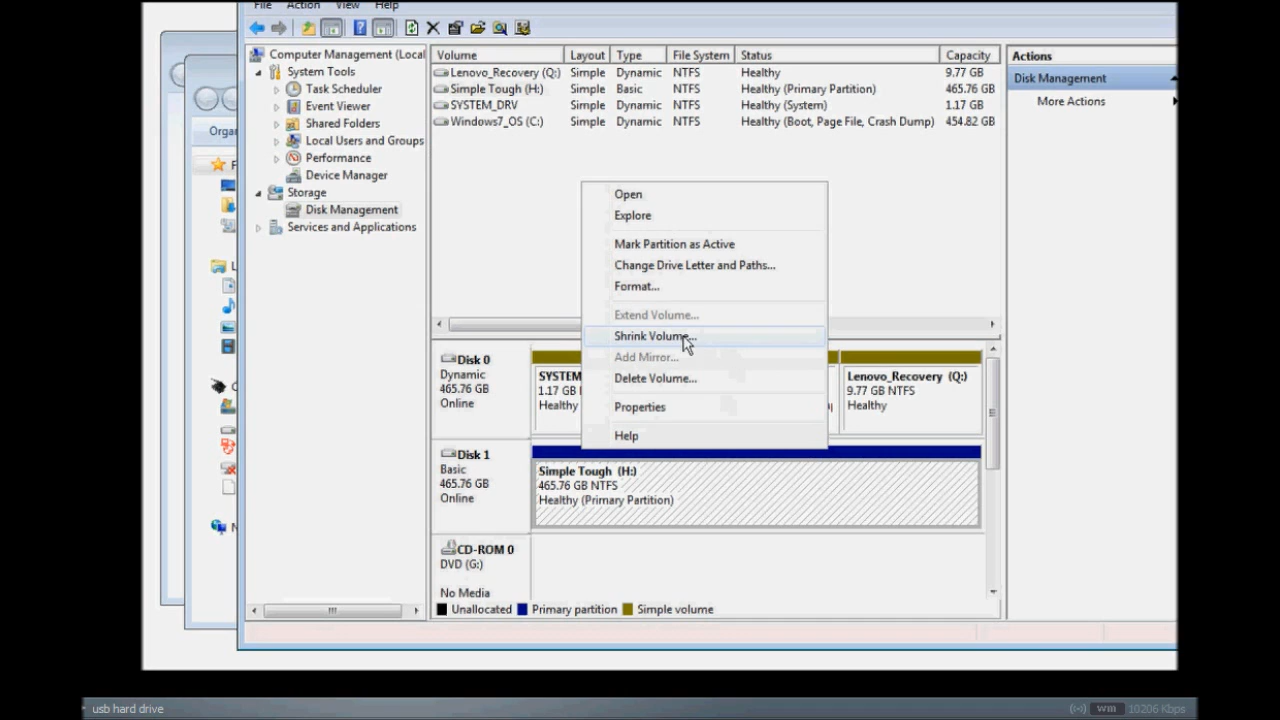 File Action View Help
Computer Management (Local
System Tools
Task Scheduler
Event Viewer
Shared Folders
Local Users and Groups
Performance
Device Manager
Storage
Disk Management
Services and Applications
Organ
Volume Layout Type File System Status Capacity
Lenovo_Recovery (Q:) Simple Dynamic NTFS Healthy 9.77 GB
Simple Tough (H:) Simple Basic NTFS Healthy (Primary Partition) 465.76 GB
SYSTEM_DRV Simple Dynamic NTFS Healthy (System) 1.17 GB
Windows7_OS (C:) Simple Dynamic NTFS Healthy (Boot, Page File, Crash Dump) 454.82 GB
Actions
Disk Management
More Actions
Open
Explore
Mark Partition as Active
Change Drive Letter and Paths...
Format...
Extend Volume...
Shrink Volume...
Add Mirror...
Delete Volume...
Properties
Help
Disk 0
Dynamic
465.76 GB
Online
SYSTEM
1.17 GB
Healthy
Lenovo_Recovery (Q:)
9.77 GB NTFS
Healthy
Disk 1
Basic
465.76 GB
Online
Simple Tough (H:)
465.76 GB NTFS
Healthy (Primary Partition)
CD-ROM 0
DVD (G:)
No Media
Unallocated Primary partition Simple volume
usb hard drive
wm 10206 Kbps